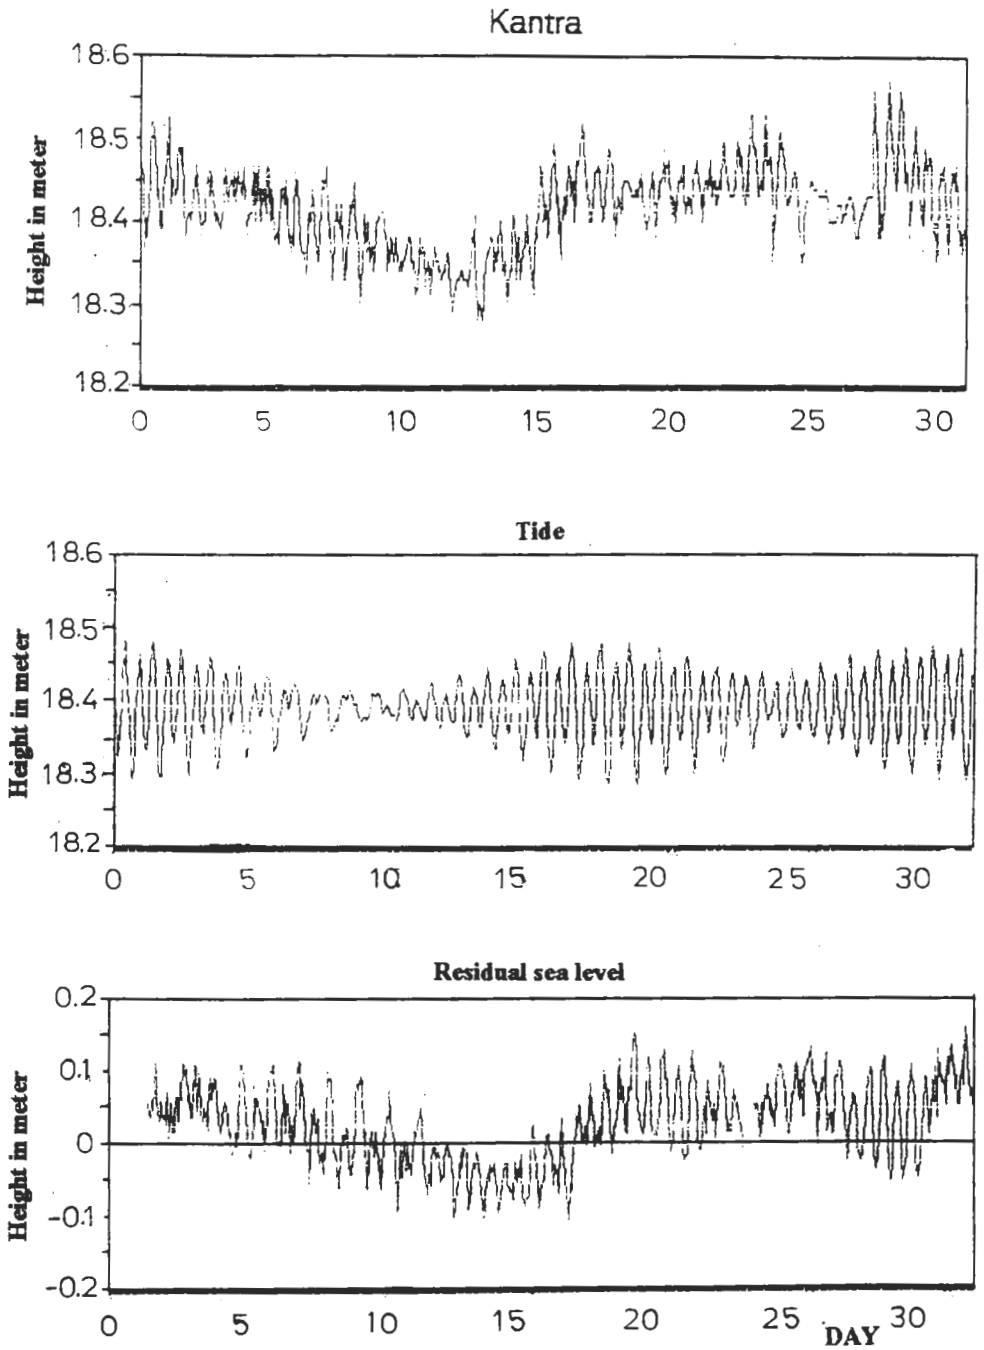 Kantra
18.6
18.5
18.4
18.3
18.2
Height in meter
0 5 10 15 20 25 30
Tide
18.6
18.5
18.4
18.3
18.2
Height in meter
0 5 10 15 20 25 30
Residual sea level
0.2
0.1
0
-0.1
-0.2
Height in meter
0 5 10 15 20 25 30
DAY